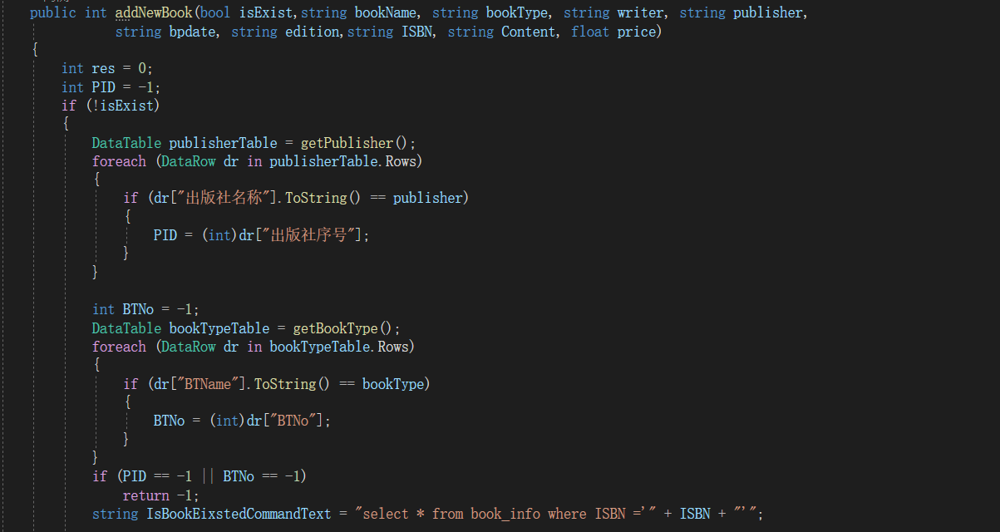 public int addNewBook(bool isExist,string bookName, string bookType, string writer, string publisher,
string bpdate, string edition,string ISBN, string Content, float price)
{
int res = 0;
int PID = -1;
if (!isExist)
{
DataTable publisherTable = getPublisher();
foreach (DataRow dr in publisherTable.Rows)
{
if (dr["出版社名称"].ToString() == publisher)
{
PID = (int)dr["出版社序号"];
}
}
int BTNo = -1;
DataTable bookTypeTable = getBookType();
foreach (DataRow dr in bookTypeTable.Rows)
{
if (dr["BTName"].ToString() == bookType)
{
BTNo = (int)dr["BTNo"];
}
}
if (PID == -1 || BTNo == -1)
return -1;
string IsBookEixstedCommandText = "select * from book_info where ISBN ='" + ISBN + "'";